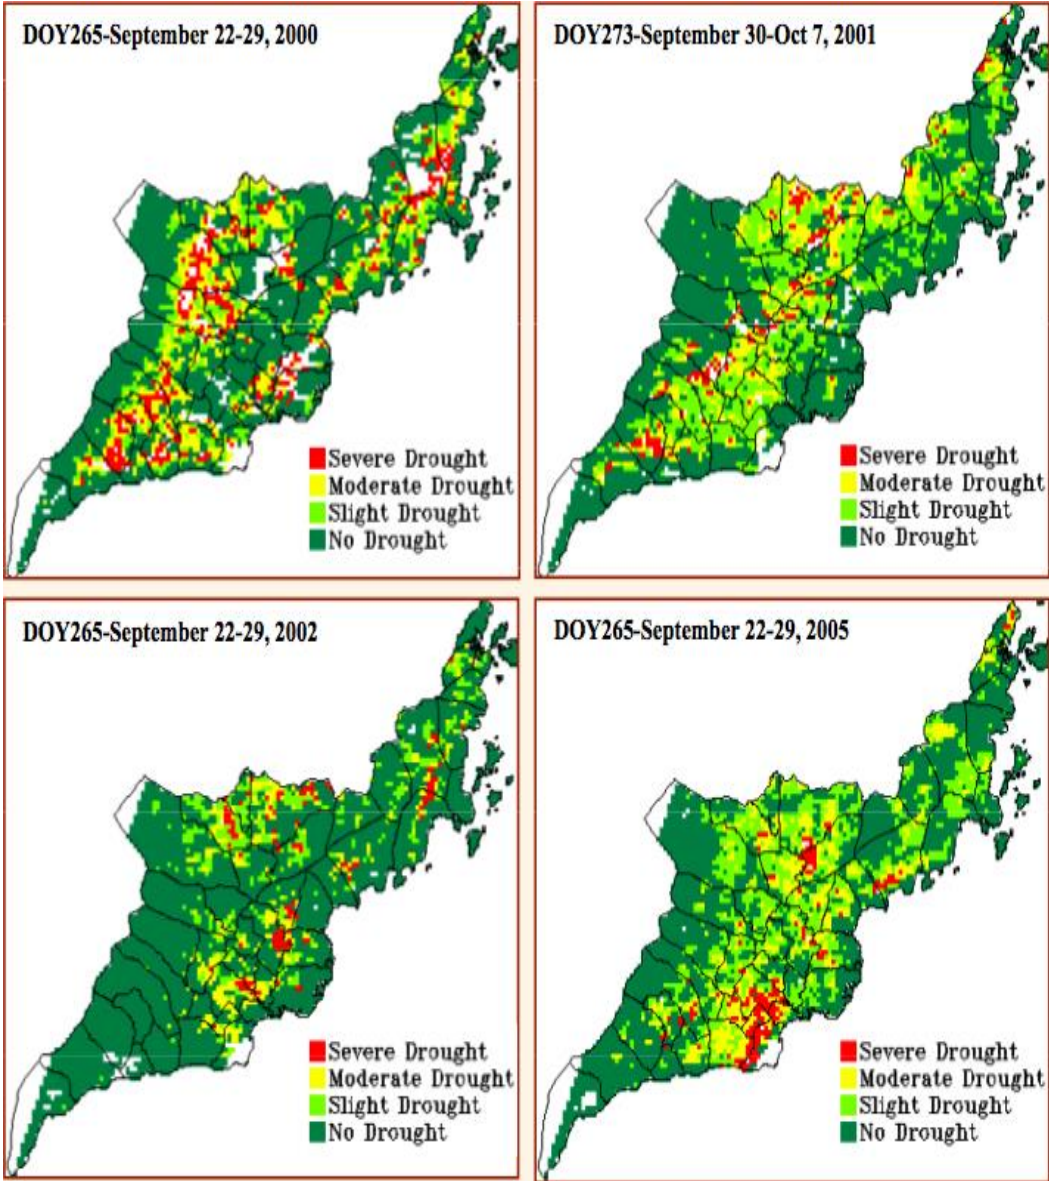 DOY265-September 22-29, 2000
Severe Drought
Moderate Drought
Slight Drought
No Drought
DOY273-September 30-Oct 7, 2001
Severe Drought
Moderate Drought
Slight Drought
No Drought
DOY265-September 22-29, 2002
Severe Drought
Moderate Drought
Slight Drought
No Drought
DOY265-September 22-29, 2005
Severe Drought
Moderate Drought
Slight Drought
No Drought